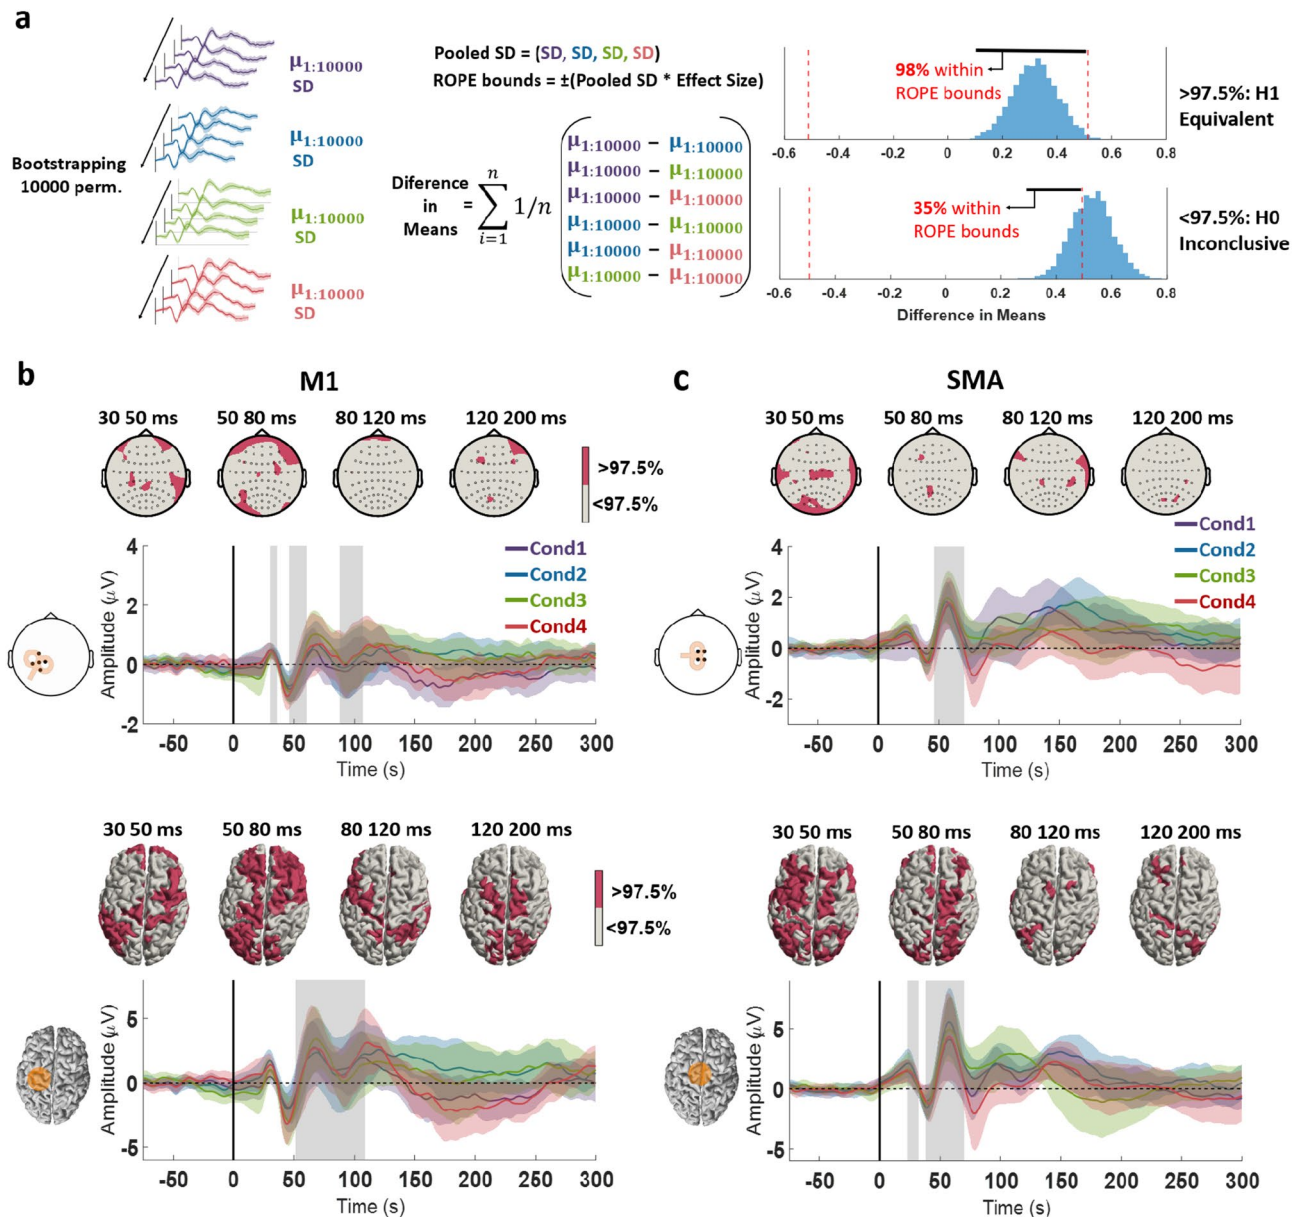 a
Bootstrapping
10000 perm.
μ1:10000
SD
μ1:10000
SD
μ1:10000
SD
μ1:10000
SD
Pooled SD = (SD, SD, SD, SD)
ROPE bounds = ±(Pooled SD * Effect Size)
Diference
in
Means
= n ∑ i=1 1/n
μ1:10000 − μ1:10000
μ1:10000 − μ1:10000
μ1:10000 − μ1:10000
μ1:10000 − μ1:10000
μ1:10000 − μ1:10000
μ1:10000 − μ1:10000
98% within
ROPE bounds
>97.5%: H1
Equivalent
-0.6 -0.4 -0.2 0 0.2 0.4 0.6 0.8
35% within
ROPE bounds
<97.5%: H0
Inconclusive
-0.6 -0.4 -0.2 0 0.2 0.4 0.6 0.8
Difference in Means
b
M1
30 50 ms 50 80 ms 80 120 ms 120 200 ms
>97.5%
<97.5%
Cond1
Cond2
Cond3
Cond4
Amplitude (μV)
4
2
0
-2
-50 0 50 100 150 200 250 300
Time (s)
30 50 ms 50 80 ms 80 120 ms 120 200 ms
>97.5%
<97.5%
Amplitude (μV)
5
0
-5
-50 0 50 100 150 200 250 300
Time (s)
c
SMA
30 50 ms 50 80 ms 80 120 ms 120 200 ms
Cond1
Cond2
Cond3
Cond4
Amplitude (μV)
4
2
0
-2
-50 0 50 100 150 200 250 300
Time (s)
30 50 ms 50 80 ms 80 120 ms 120 200 ms
Amplitude (μV)
5
0
-5
-50 0 50 100 150 200 250 300
Time (s)